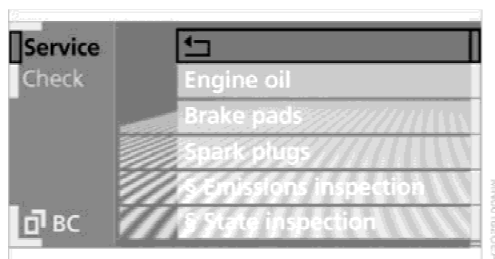 Service
Check
Engine oil
Brake pads
Spark plugs
§ Emissions inspection
§ State inspection
BC